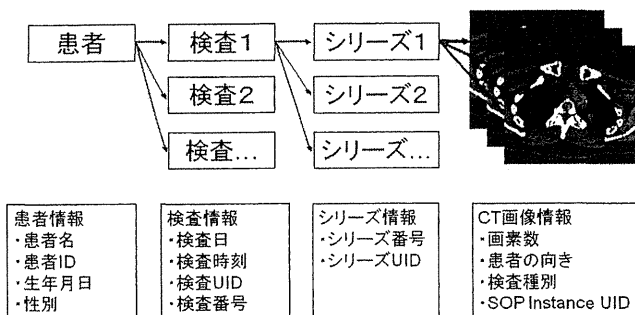 患者
検査1
シリーズ1
検査2
シリーズ2
検査...
シリーズ...
患者情報
・患者名
・患者ID
・生年月日
・性別
検査情報
・検査日
・検査時刻
・検査UID
・検査番号
シリーズ情報
・シリーズ番号
・シリーズUID
CT画像情報
・画素数
・患者の向き
・検査種別
・SOP Instance UID